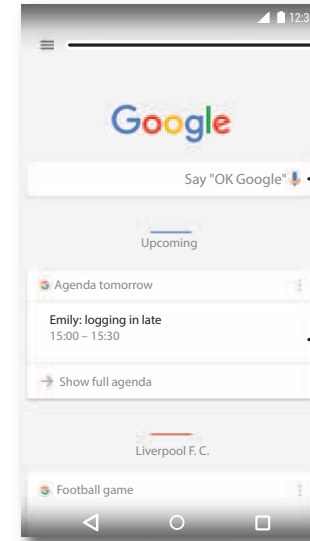 12:3
Google
Say "OK Google"
Upcoming
Agenda tomorrow
Emily: logging in late
15:00 – 15:30
Show full agenda
Liverpool F. C.
Football game